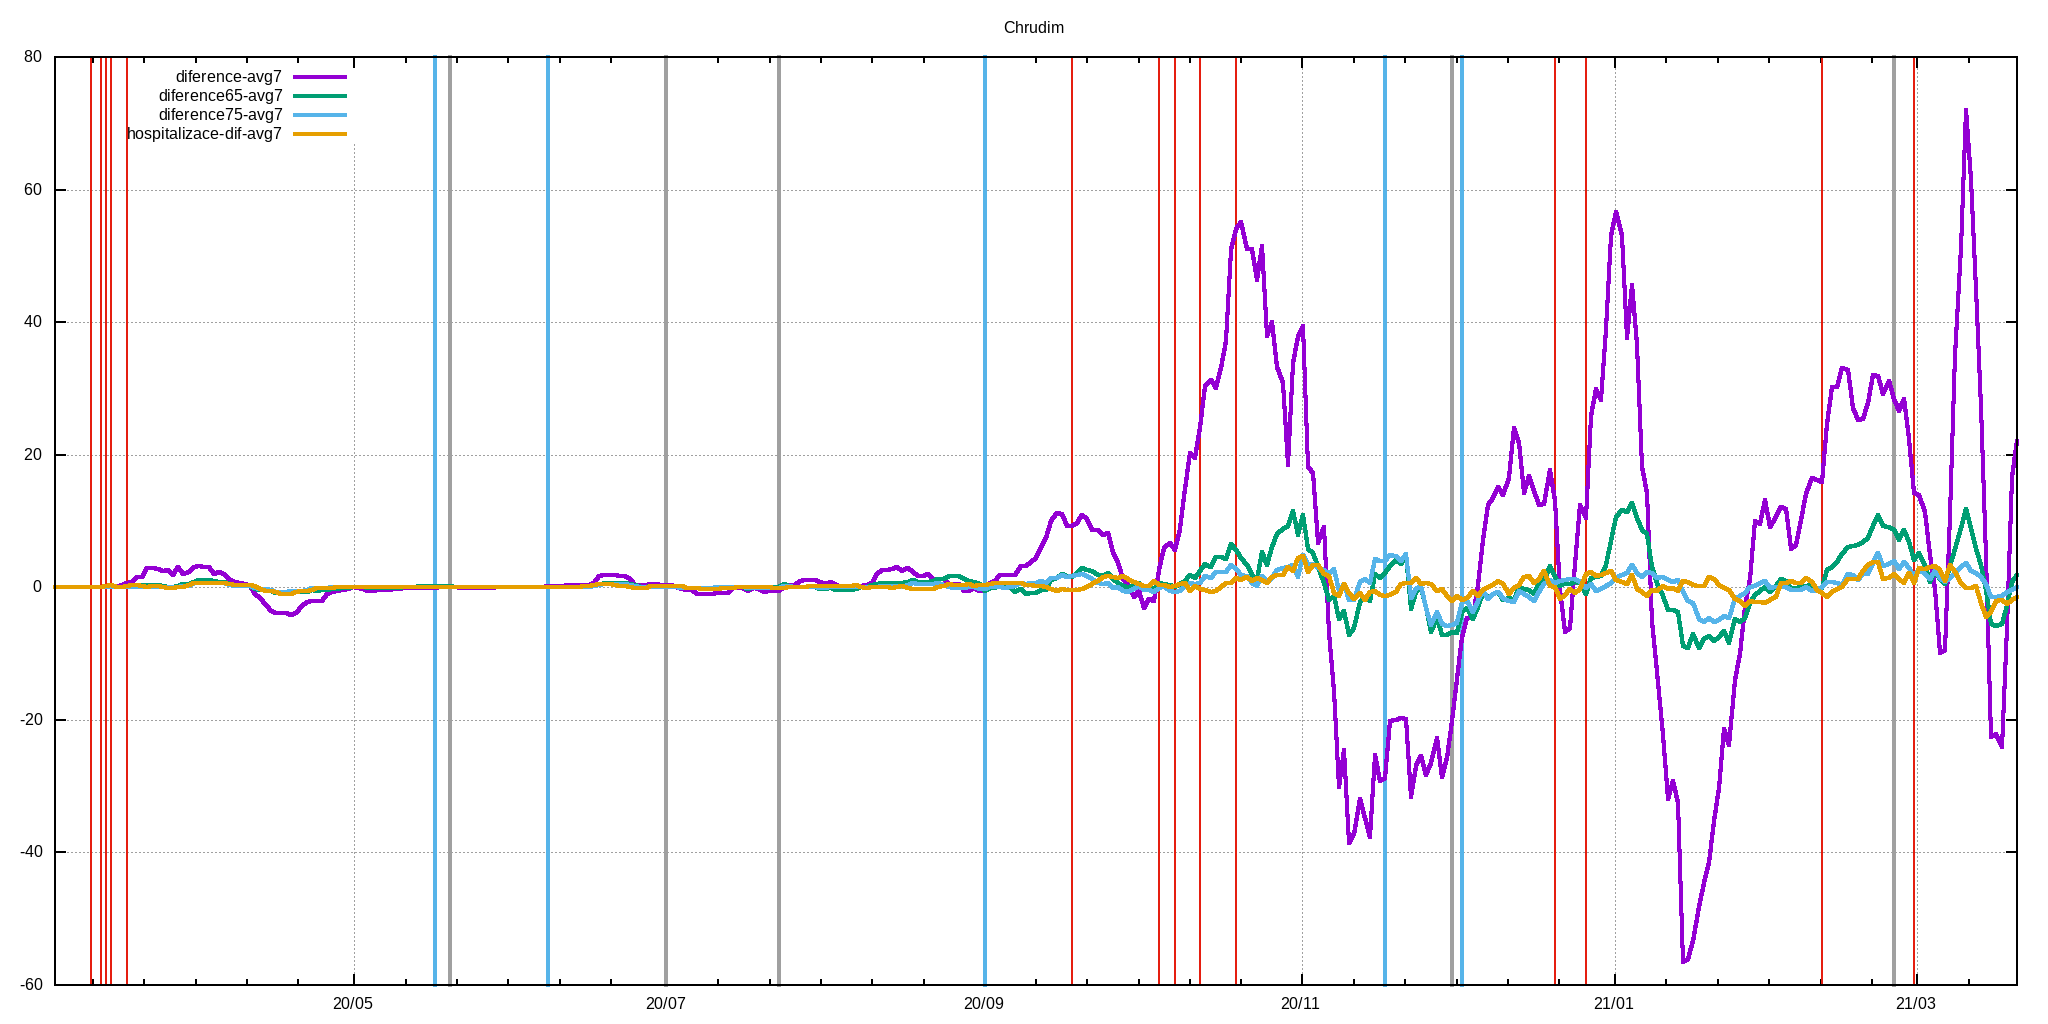 Chrudim
80
60
40
20
0
-20
-40
-60
diference-avg7
diference65-avg7
diference75-avg7
hospitalizace-dif-avg7
20/05
20/07
20/09
20/11
21/01
21/03